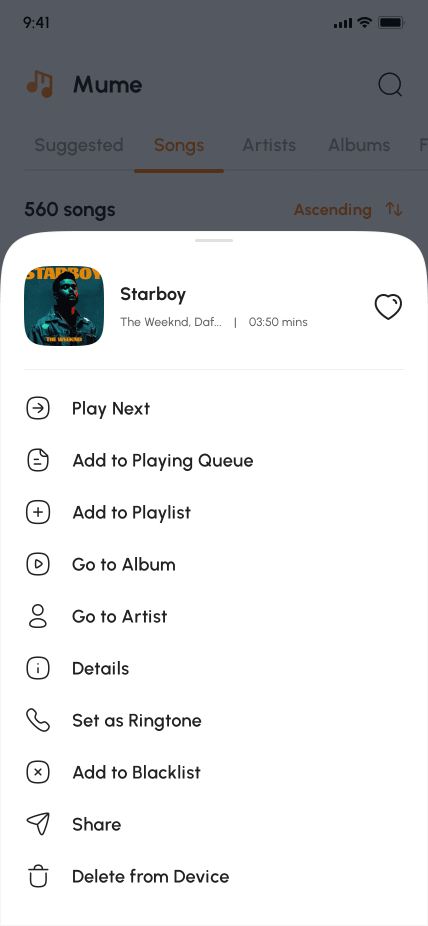 9:41
Mume
Suggested Songs Artists Albums F
560 songs Ascending
STARBOY
THE WEEKND
Starboy
The Weeknd, Daf... | 03:50 mins
Play Next
Add to Playing Queue
Add to Playlist
Go to Album
Go to Artist
Details
Set as Ringtone
Add to Blacklist
Share
Delete from Device